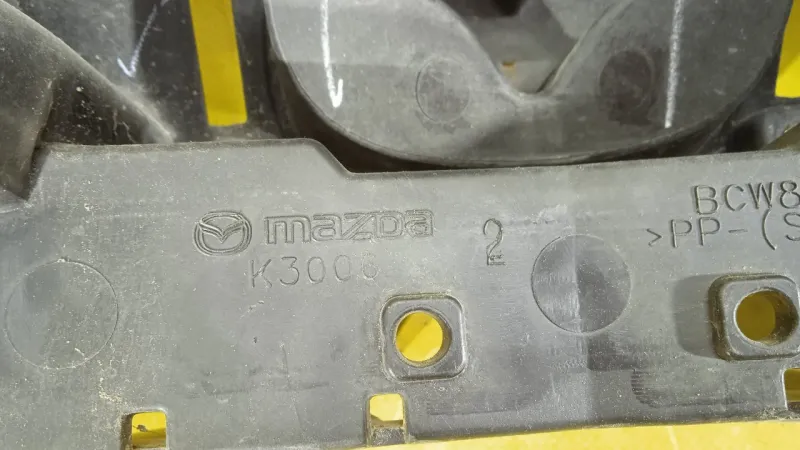 mazda
2
BCW8
K3006
>PP-(S